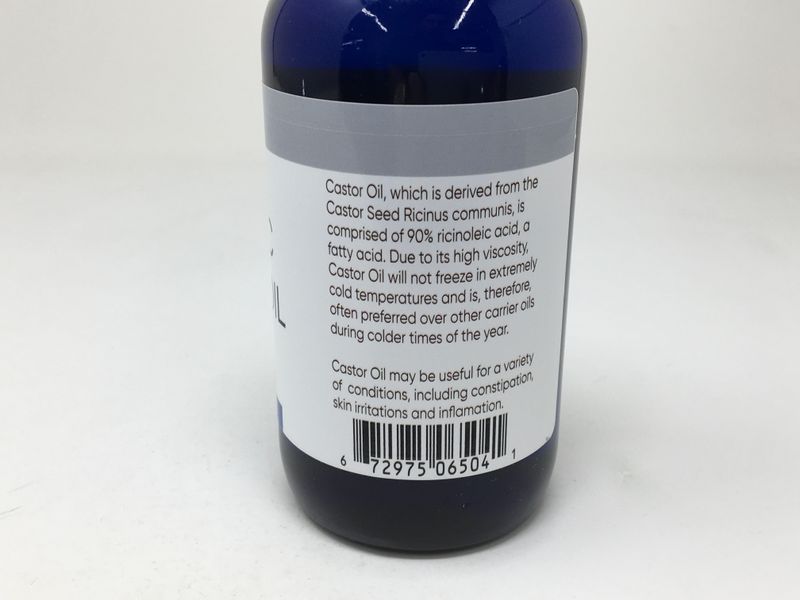 Castor Oil, which is derived from the
Castor Seed Ricinus communis, is
comprised of 90% ricinoleic acid, a
fatty acid. Due to its high viscosity,
Castor Oil will not freeze in extremely
cold temperatures and is, therefore,
often preferred over other carrier oils
during colder times of the year.
Castor Oil may be useful for a variety
of conditions, including constipation,
skin irritations and inflamation.
6 72975 06504 1
C
IL